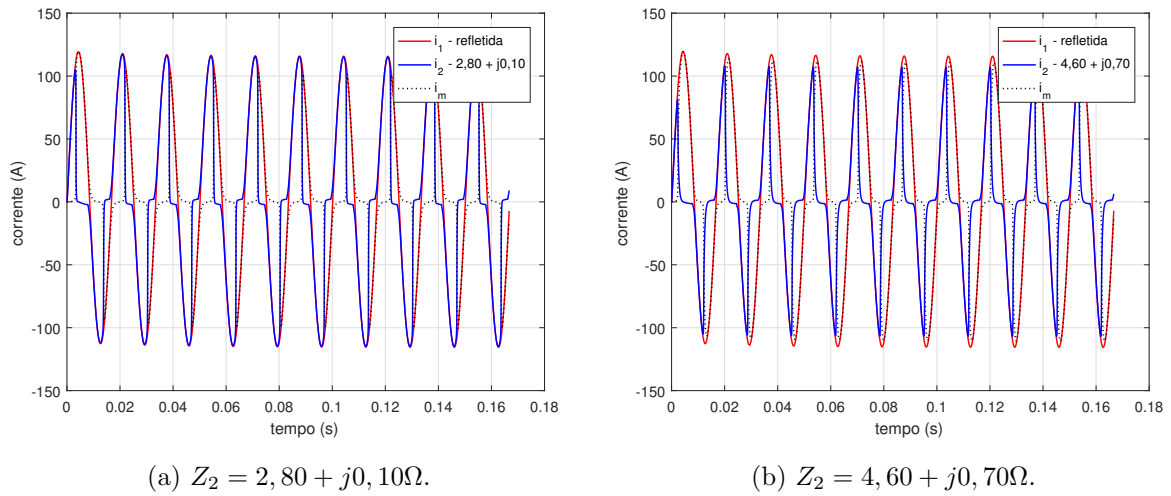 150
100
50
0
-50
-100
-150
corrente (A)
0
0.02
0.04
0.06
0.08
0.1
0.12
0.14
0.16
0.18
tempo (s)
i1 - refletida
i2 - 2,80 + j0,10
im
(a) Z2 = 2, 80 + j0, 10Ω.
150
100
50
0
-50
-100
-150
corrente (A)
0
0.02
0.04
0.06
0.08
0.1
0.12
0.14
0.16
0.18
tempo (s)
i1 - refletida
i2 - 4,60 + j0,70
im
(b) Z2 = 4, 60 + j0, 70Ω.